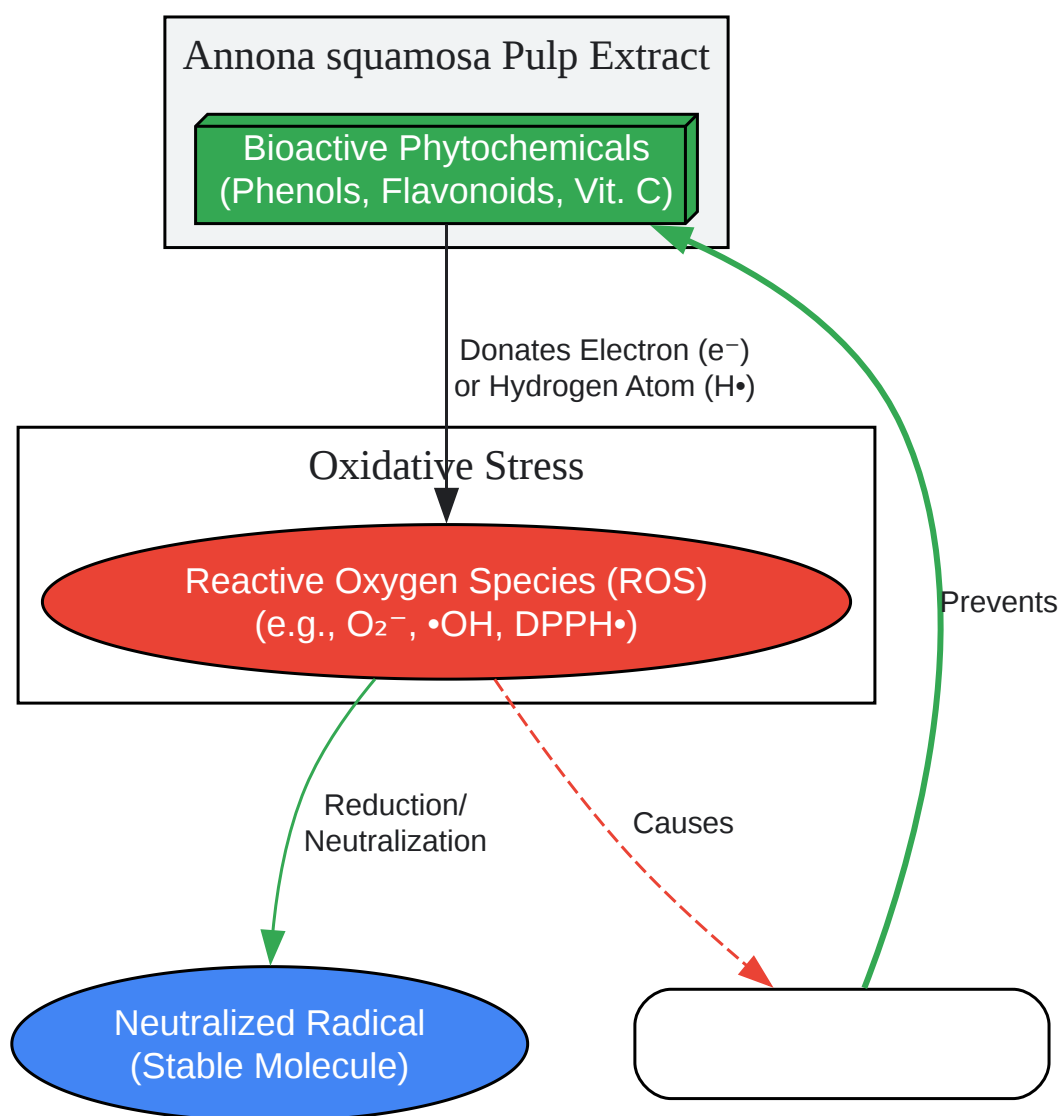 Annona squamosa Pulp Extract
Bioactive Phytochemicals
(Phenols, Flavonoids, Vit. C)
Donates Electron (e⁻)
or Hydrogen Atom (H•)
Oxidative Stress
Reactive Oxygen Species (ROS)
(e.g., O₂⁻, •OH, DPPH•)
Prevents
Reduction/
Neutralization
Causes
Neutralized Radical
(Stable Molecule)